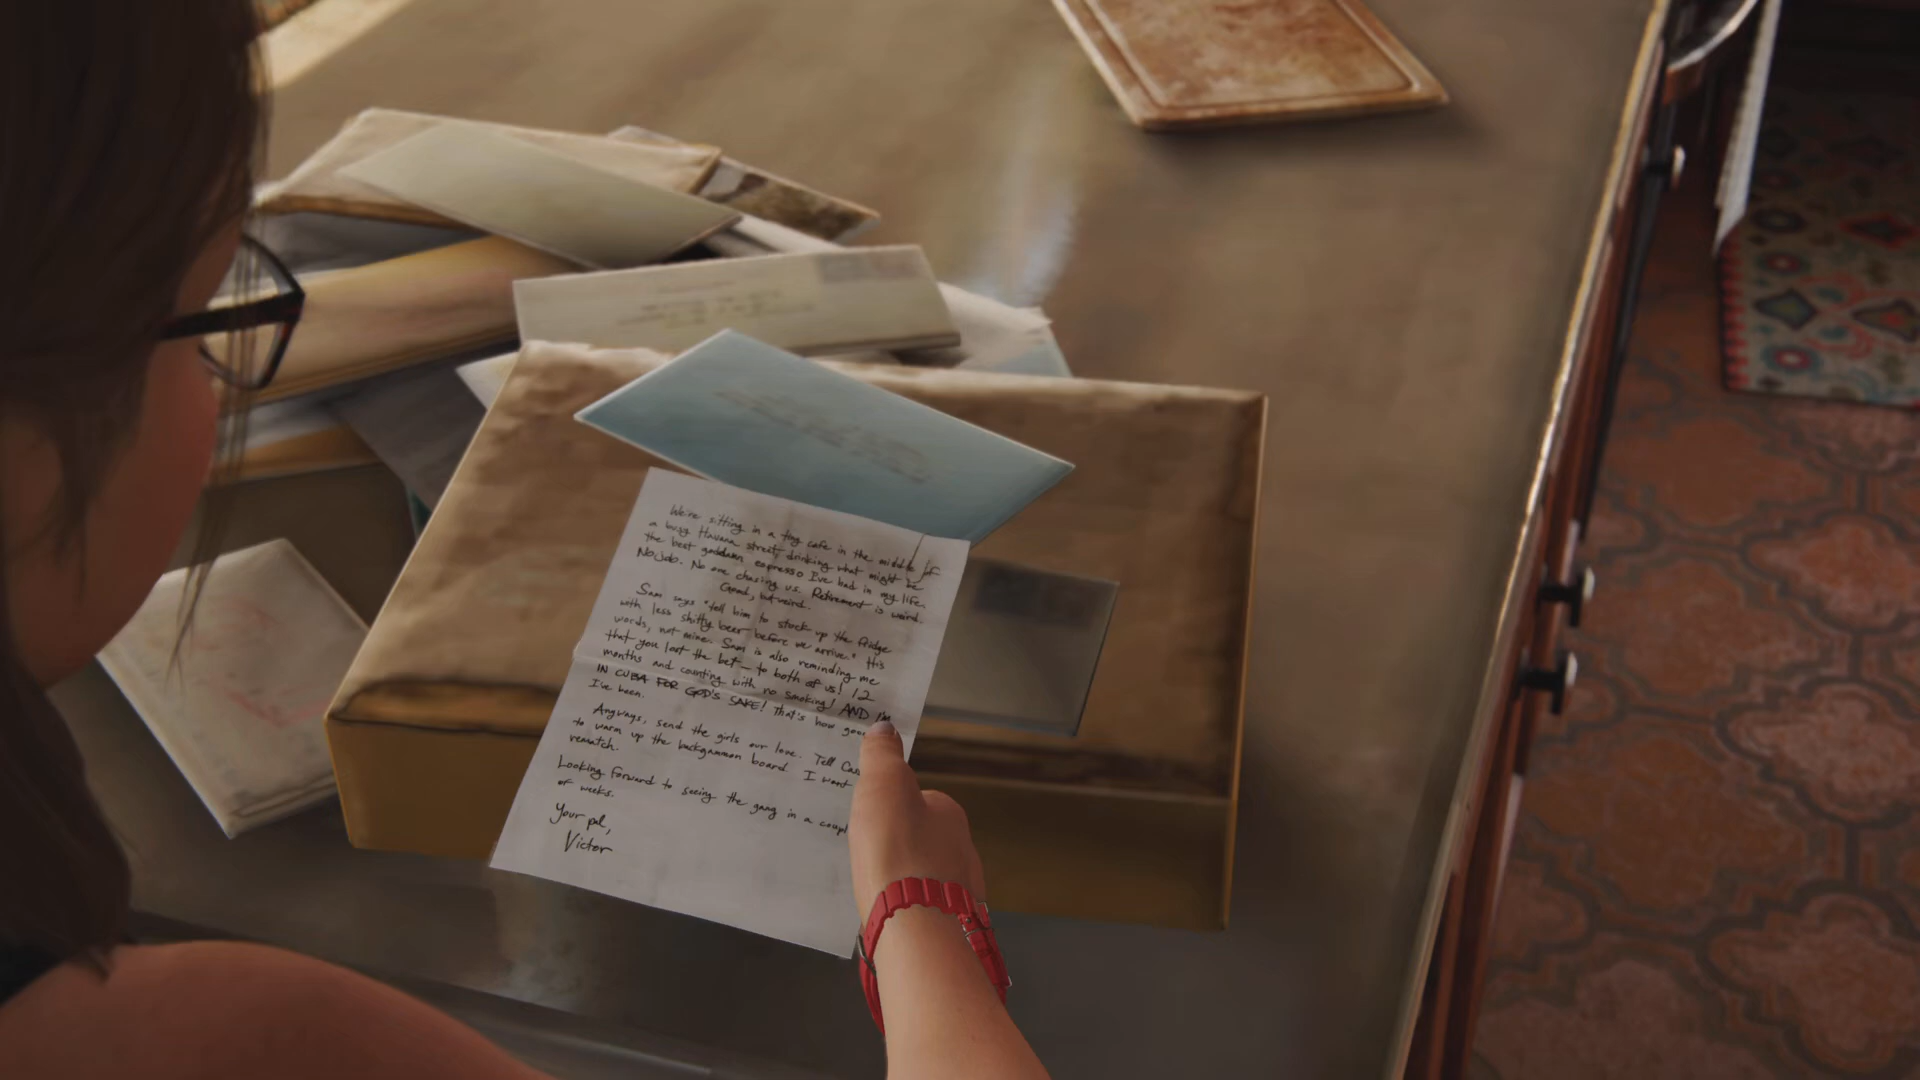 We're sitting in a tiny cafe in the middle of
a busy Havana street, drinking what might be
the best goddamn espresso I've had in my life.
No job. No one chasing us. Retirement is weird.
Good, but weird.
Sam says "tell him to stock up the fridge
with less shitty beer before we arrive." His
words, not mine. Sam is also reminding me
that you lost the bet — to both of us! 12
months and counting with no smoking! AND I'm
IN CUBA FOR GOD'S SAKE! That's how good
I've been.
Anyways, send the girls our love. Tell Cas
to warm up the backgammon board. I want
rematch.
Looking forward to seeing the gang in a coupl
of weeks.
Your pal,
Victor